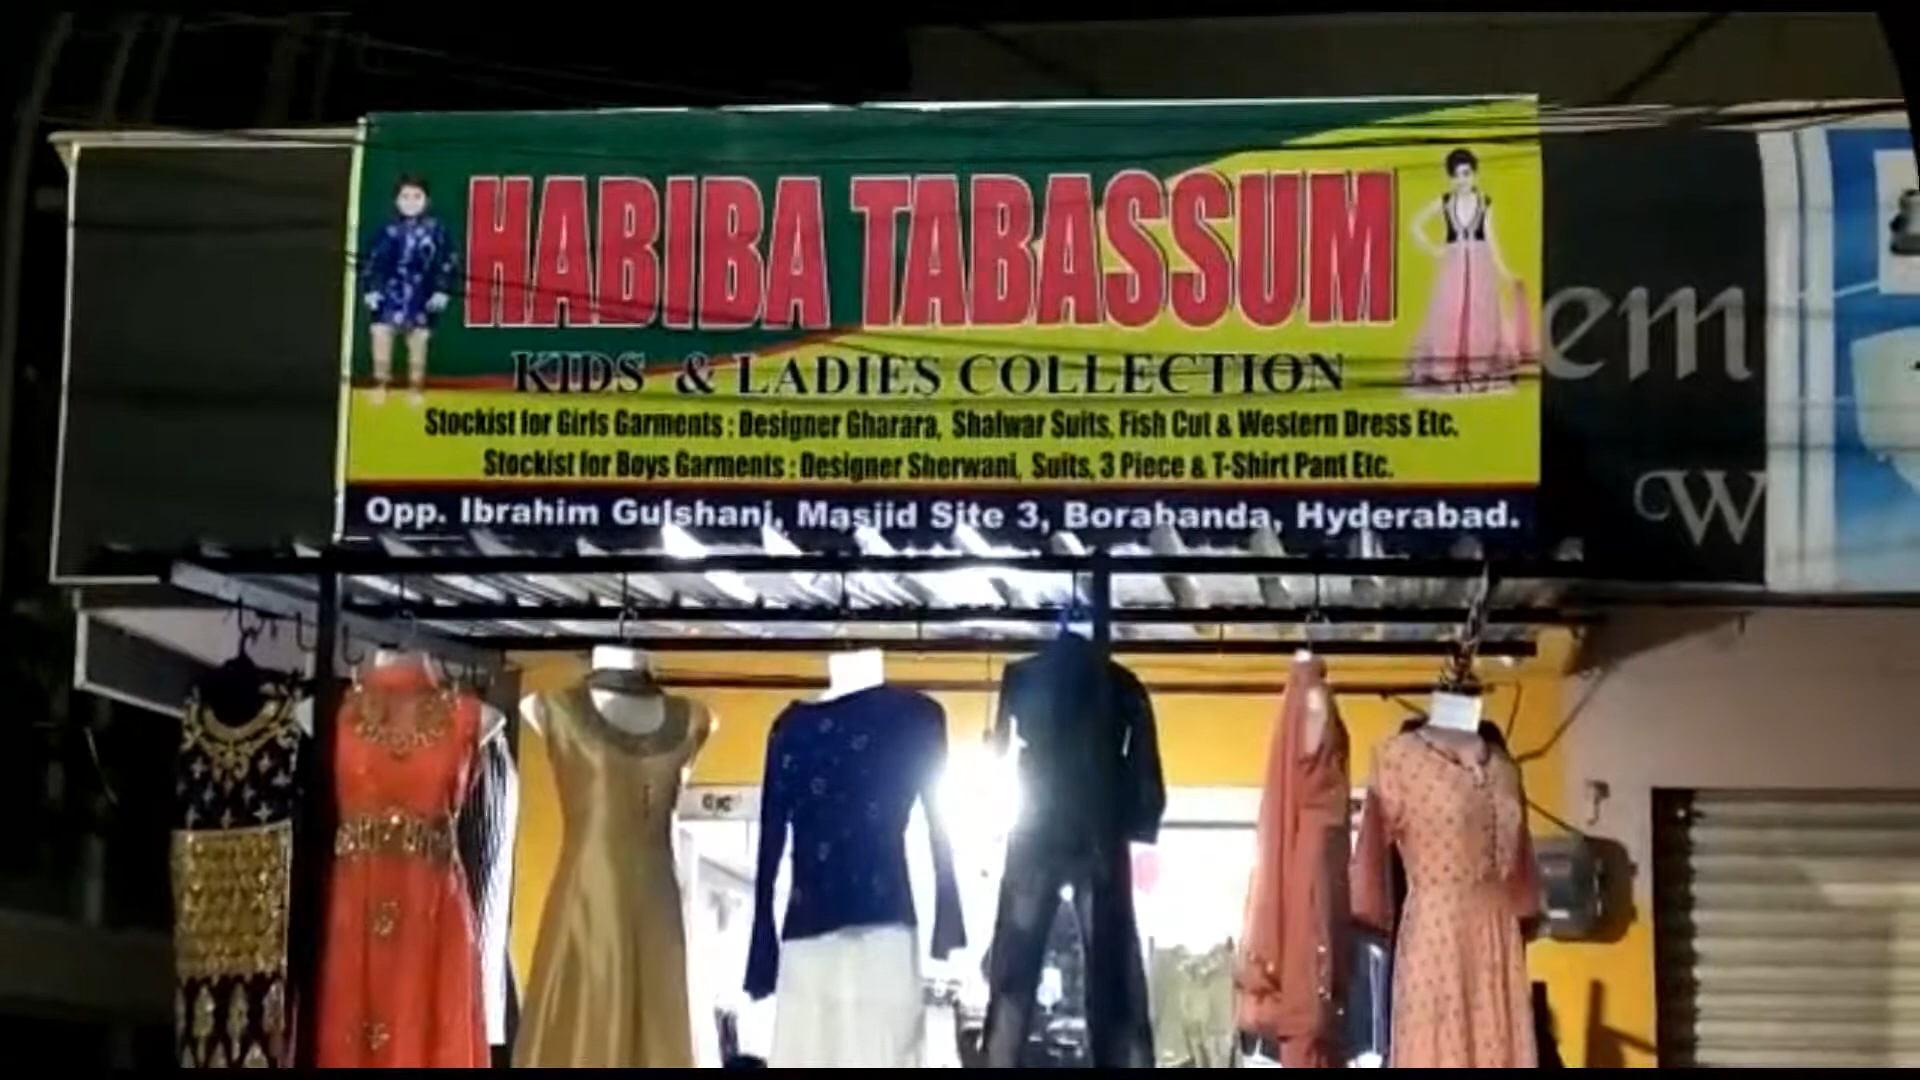 HABIBA TABASSUM
KIDS & LADIES COLLECTION
Stockist for Girls Garments : Designer Gharara, Shalwar Suits, Fish Cut & Western Dress Etc.
Stockist for Boys Garments : Designer Sherwani, Suits, 3 Piece & T-Shirt Pant Etc.
Opp. Ibrahim Gulshani, Masjid Site 3, Borabanda, Hyderabad.
em
W